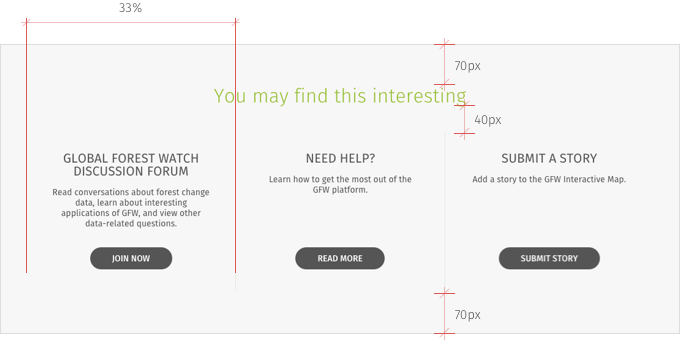 33%
70px
You may find this interesting
40px
GLOBAL FOREST WATCH
DISCUSSION FORUM
Read conversations about forest change
data, learn about interesting
applications of GFW, and view other
data-related questions.
JOIN NOW
NEED HELP?
Learn how to get the most out of the
GFW platform.
READ MORE
SUBMIT A STORY
Add a story to the GFW Interactive Map.
SUBMIT STORY
70px